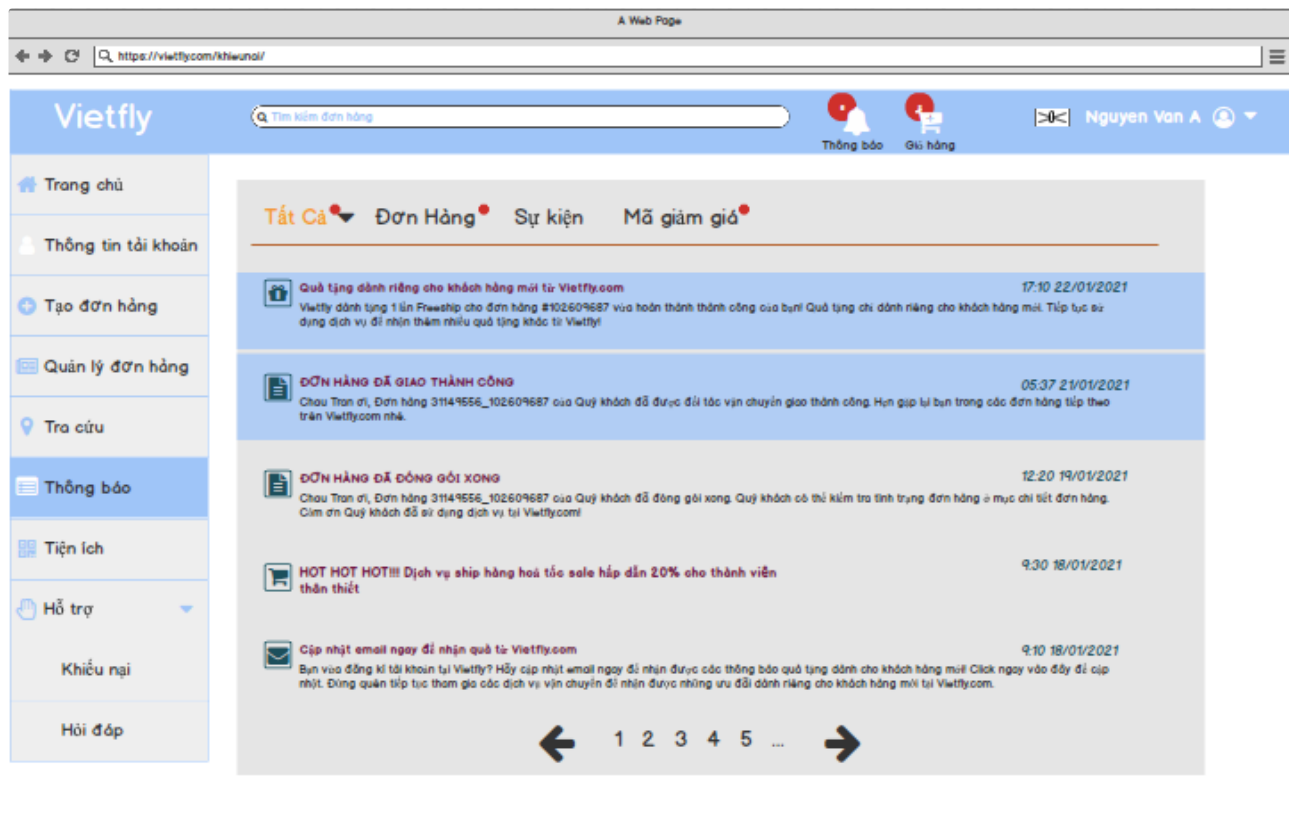 A Web Page
https://vietfly.com/khieunai/
Vietfly
Tìm kiếm đơn hàng
Thông báo
Giỏ hàng
Nguyen Van A
Trang chủ
Thông tin tài khoản
Tạo đơn hàng
Quản lý đơn hàng
Tra cứu
Thông báo
Tiện ích
Hỗ trợ
Khiếu nại
Hỏi đáp
Tất Cả Đơn Hàng Sự kiện Mã giảm giá
Quà tặng dành riêng cho khách hàng mới từ Vietfly.com 17:10 22/01/2021
Vietfly dành tặng 1 lần Freeship cho đơn hàng #102609687 vừa hoàn thành thành công của bạn! Quà tặng chỉ dành riêng cho khách hàng mới. Tiếp tục sử
dụng dịch vụ để nhận thêm nhiều quà tặng khác từ Vietfly!
ĐƠN HÀNG ĐÃ GIAO THÀNH CÔNG 05:37 21/01/2021
Chau Tran ơi, Đơn hàng 31149556_102609687 của Quý khách đã được đối tác vận chuyển giao thành công. Hẹn gặp lại bạn trong các đơn hàng tiếp theo
trên Vietfly.com nhé.
ĐƠN HÀNG ĐÃ ĐÓNG GÓI XONG 12:20 19/01/2021
Chau Tran ơi, Đơn hàng 31149556_102609687 của Quý khách đã đóng gói xong. Quý khách có thể kiểm tra tình trạng đơn hàng ở mục chi tiết đơn hàng.
Cảm ơn Quý khách đã sử dụng dịch vụ tại Vietfly.com!
HOT HOT HOT!!! Dịch vụ ship hàng hoả tốc sale hấp dẫn 20% cho thành viên 9:30 18/01/2021
thân thiết
Cập nhật email ngay để nhận quà từ Vietfly.com 9:10 18/01/2021
Bạn vừa đăng kí tài khoản tại Vietfly? Hãy cập nhật email ngay để nhận được các thông báo quà tặng dành cho khách hàng mới! Click ngay vào đây để cập
nhật. Đừng quên tiếp tục tham gia các dịch vụ vận chuyển để nhận được những ưu đãi dành riêng cho khách hàng mới tại Vietfly.com.
1 2 3 4 5 ...